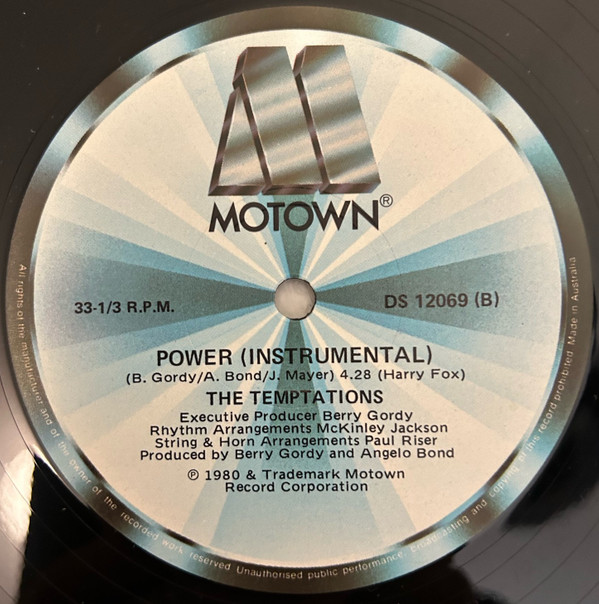 MOTOWN®
33-1/3 R.P.M.
DS 12069 (B)
POWER (INSTRUMENTAL)
(B. Gordy/A. Bond/J. Mayer) 4.28 (Harry Fox)
THE TEMPTATIONS
Executive Producer Berry Gordy
Rhythm Arrangements McKinley Jackson
String & Horn Arrangements Paul Riser
Produced by Berry Gordy and Angelo Bond
℗ 1980 & Trademark Motown
Record Corporation
All rights of the manufacturer and of the owner of the recorded work reserved Unauthorised public performance, broadcasting and copying of this record prohibited. Made in Australia